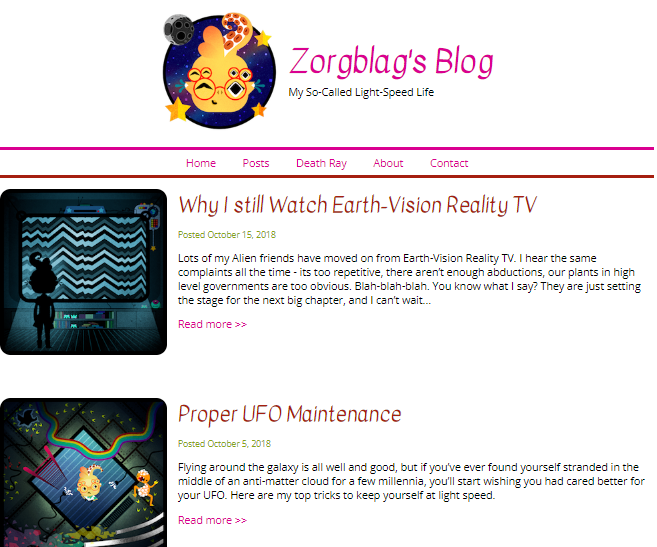 Zorgblag's Blog
My So-Called Light-Speed Life
Home Posts Death Ray About Contact
Why I still Watch Earth-Vision Reality TV
Posted October 15, 2018
Lots of my Alien friends have moved on from Earth-Vision Reality TV. I hear the same
complaints all the time - its too repetitive, there aren’t enough abductions, our plants in high
level governments are too obvious. Blah-blah-blah. You know what I say? They are just setting
the stage for the next big chapter, and I can’t wait...
Read more >>
Proper UFO Maintenance
Posted October 5, 2018
Flying around the galaxy is all well and good, but if you’ve ever found yourself stranded in the
middle of an anti-matter cloud for a few millennia, you’ll start wishing you had cared better for
your UFO. Here are my top tricks to keep yourself at light speed.
Read more >>